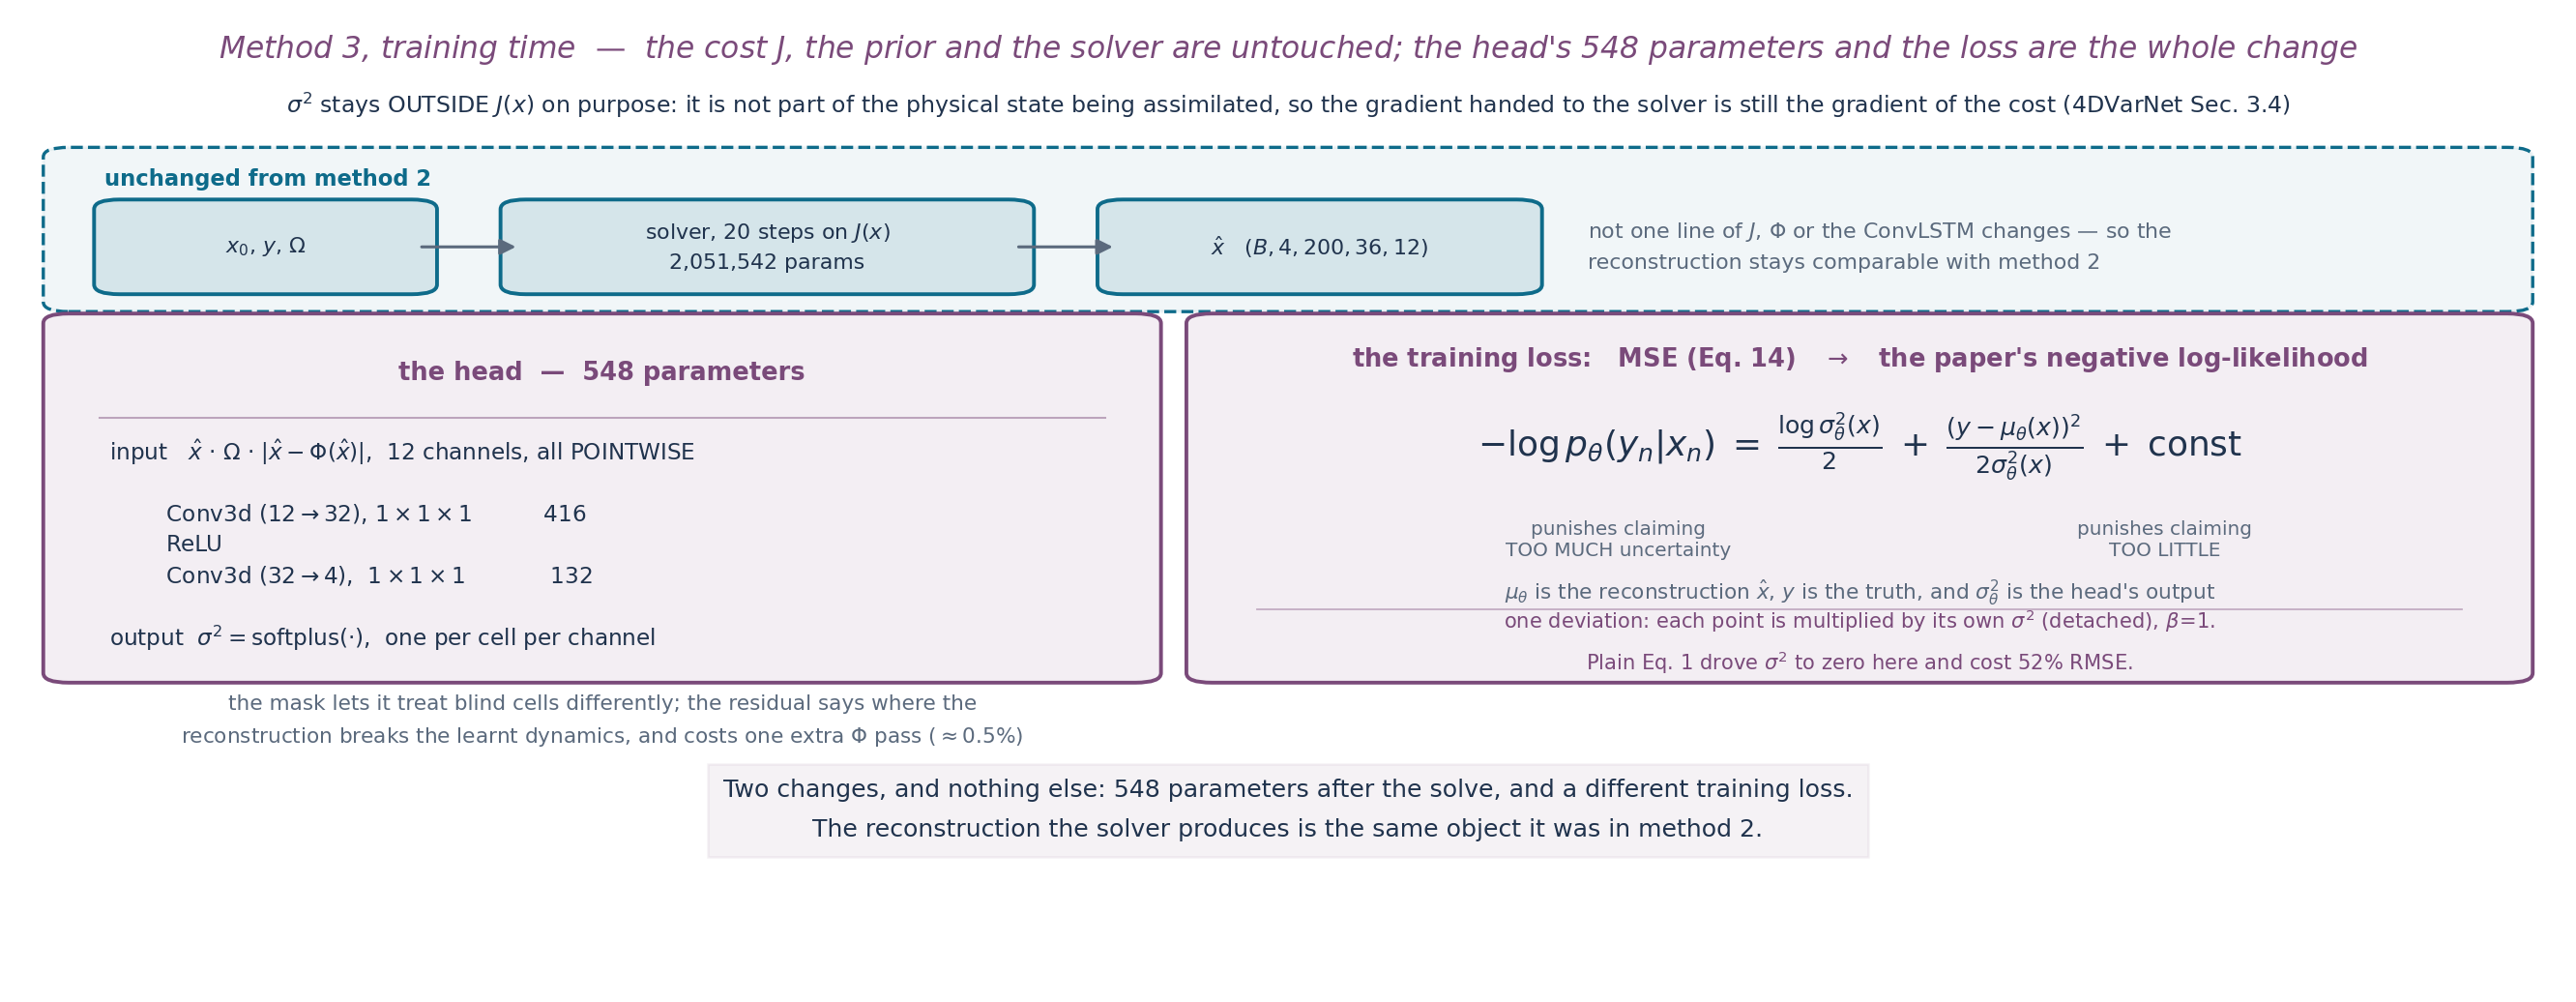 Method 3, training time — the cost J, the prior and the solver are untouched; the head's 548 parameters and the loss are the whole change
σ² stays OUTSIDE J(x) on purpose: it is not part of the physical state being assimilated, so the gradient handed to the solver is still the gradient of the cost (4DVarNet Sec. 3.4)
unchanged from method 2
x₀, y, Ω
solver, 20 steps on J(x)
2,051,542 params
x̂ (B, 4, 200, 36, 12)
not one line of J, Φ or the ConvLSTM changes — so the
reconstruction stays comparable with method 2
the head — 548 parameters
input x̂ · Ω · |x̂ − Φ(x̂)|, 12 channels, all POINTWISE
Conv3d (12 → 32), 1 × 1 × 1 416
ReLU
Conv3d (32 → 4), 1 × 1 × 1 132
output σ² = softplus(·), one per cell per channel
the training loss: MSE (Eq. 14) → the paper's negative log-likelihood
−log p_θ(y_n|x_n) = log σ_θ²(x) / 2 + (y − μ_θ(x))² / 2σ_θ²(x) + const
punishes claiming
TOO MUCH uncertainty
punishes claiming
TOO LITTLE
μ_θ is the reconstruction x̂, y is the truth, and σ_θ² is the head's output
one deviation: each point is multiplied by its own σ² (detached), β=1.
Plain Eq. 1 drove σ² to zero here and cost 52% RMSE.
the mask lets it treat blind cells differently; the residual says where the
reconstruction breaks the learnt dynamics, and costs one extra Φ pass (≈0.5%)
Two changes, and nothing else: 548 parameters after the solve, and a different training loss.
The reconstruction the solver produces is the same object it was in method 2.